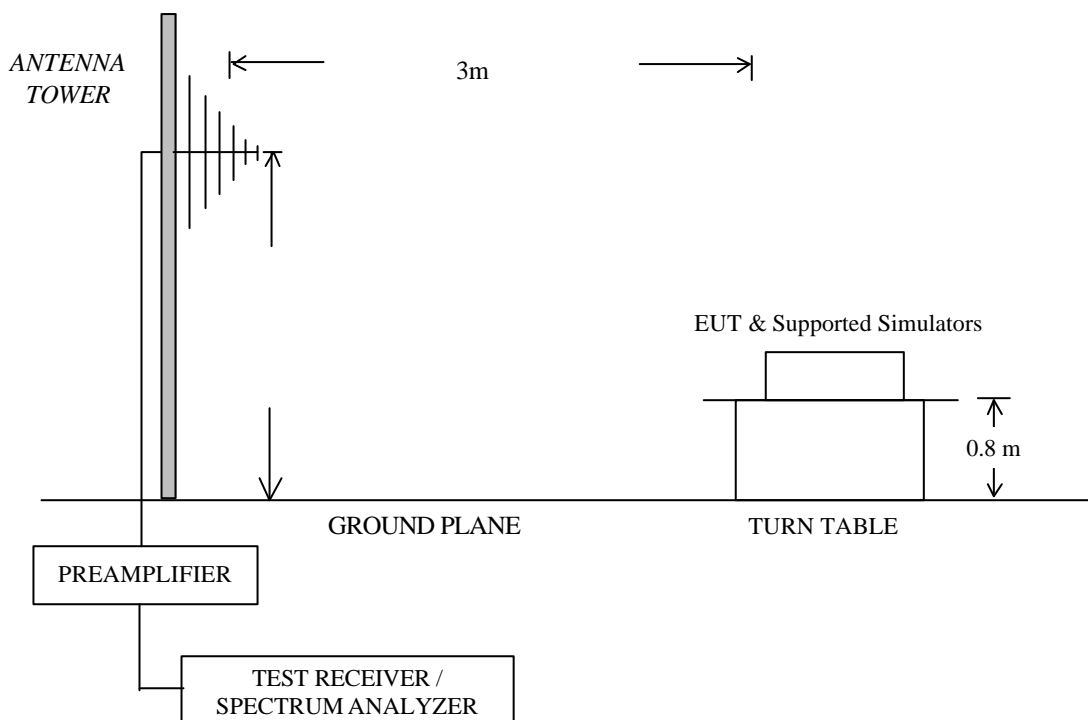 ANTENNA
TOWER
3m
EUT & Supported Simulators
0.8 m
GROUND PLANE
TURN TABLE
PREAMPLIFIER
TEST RECEIVER /
SPECTRUM ANALYZER